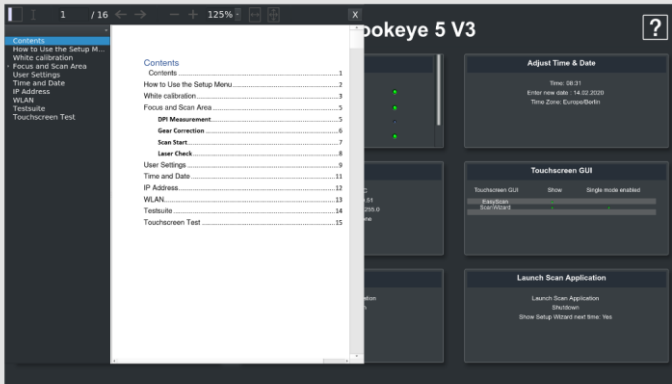 1 / 16
125%
X
ookeye 5 V3
?
Contents
How to Use the Setup M...
White calibration
Focus and Scan Area
User Settings
Time and Date
IP Address
WLAN
Testsuite
Touchscreen Test
Contents
Contents 1
How to Use the Setup Menu 2
White calibration 3
Focus and Scan Area 5
DPI Measurement 5
Gear Correction 6
Scan Start 7
Laser Check 8
User Settings 9
Time and Date 11
IP Address 12
WLAN 13
Testsuite 14
Touchscreen Test 15
Adjust Time & Date
Time: 08:31
Enter new date : 14.02.2020
Time Zone: Europe/Berlin
.51
255.0
Touchscreen GUI
Touchscreen GUI Show Single mode enabled
EasyScan
ScanWizard
Launch Scan Application
Launch Scan Application
Shutdown
Show Setup Wizard next time: Yes